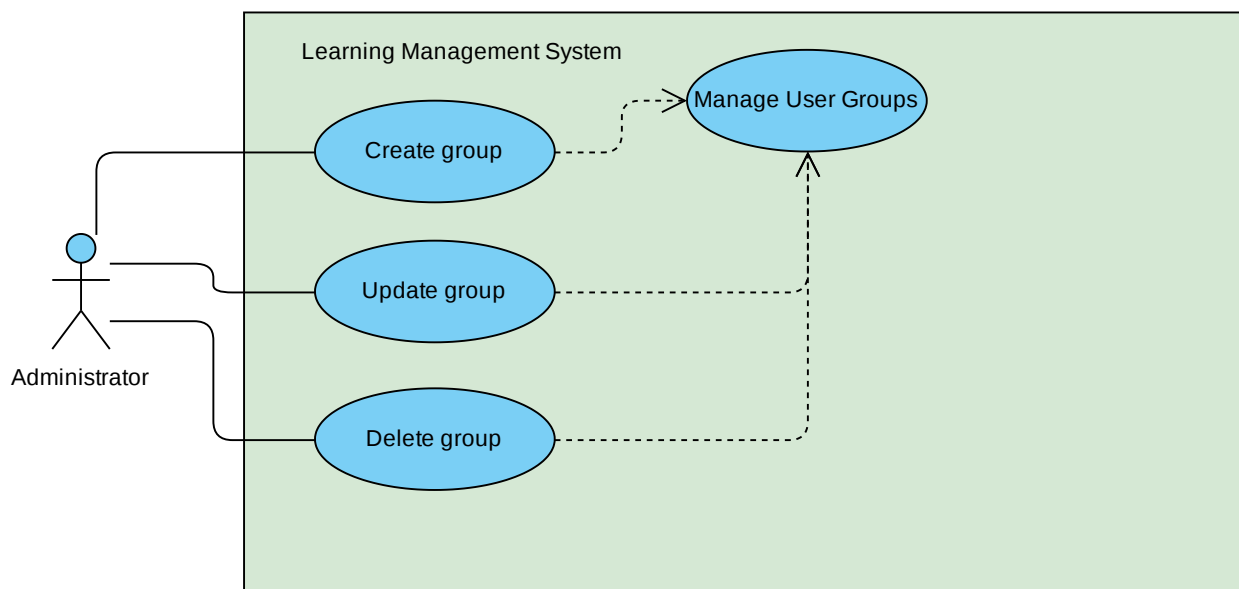 Learning Management System
Manage User Groups
Create group
Update group
Administrator
Delete group